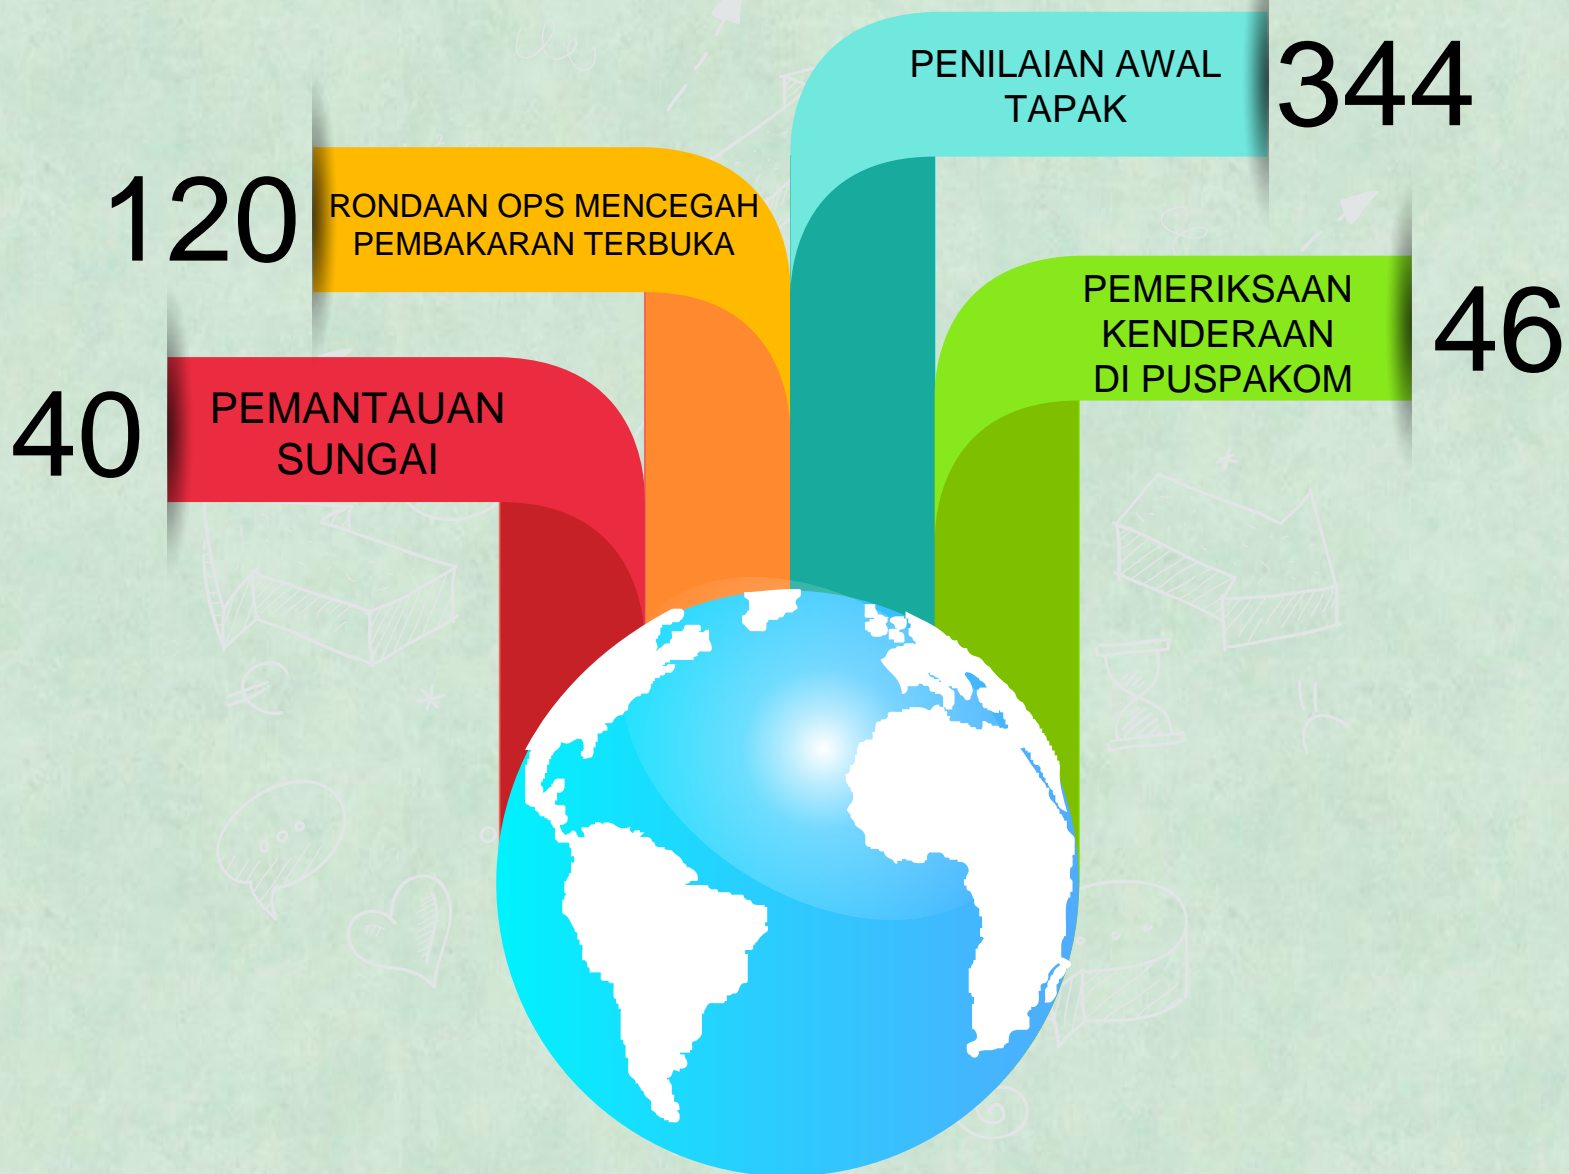 PENILAIAN AWAL
TAPAK
344
120
RONDAAN OPS MENCEGAH
PEMBAKARAN TERBUKA
PEMERIKSAAN
KENDERAAN
DI PUSPAKOM
46
40
PEMANTAUAN
SUNGAI